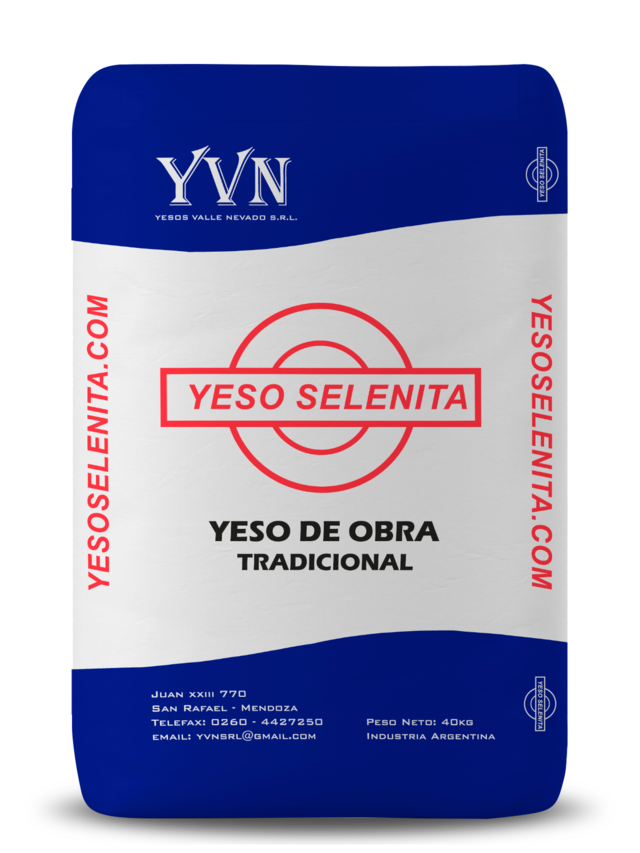 YVN
YESOS VALLE NEVADO S.R.L.
YESO SELENITA
YESOSELENITA.COM
YESO SELENITA
YESOSELENITA.COM
YESO DE OBRA
TRADICIONAL
JUAN XXIII 770
SAN RAFAEL - MENDOZA
TELEFAX: 0260 - 4427250
EMAIL: YVNSRL@GMAIL.COM
PESO NETO: 40KG
INDUSTRIA ARGENTINA
YESO SELENITA